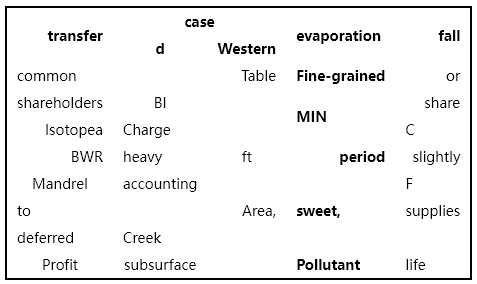 case
transfer evaporation fall
d Western
common Table Fine-grained or
shareholders BI share
MIN
Isotopea Charge C
BWR heavy ft period slightly
Mandrel accounting F
to Area, sweet, supplies
deferred Creek
Profit subsurface Pollutant life